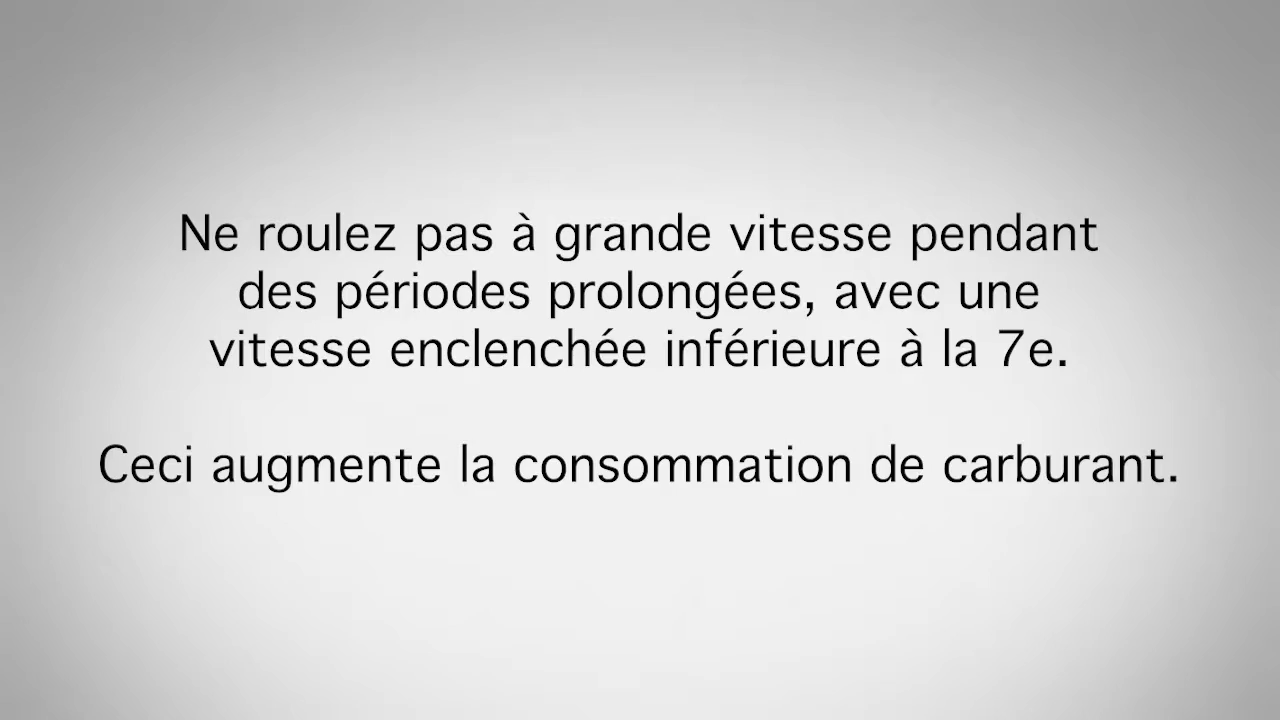 Ne roulez pas à grande vitesse pendant
des périodes prolongées, avec une
vitesse enclenchée inférieure à la 7e.
Ceci augmente la consommation de carburant.